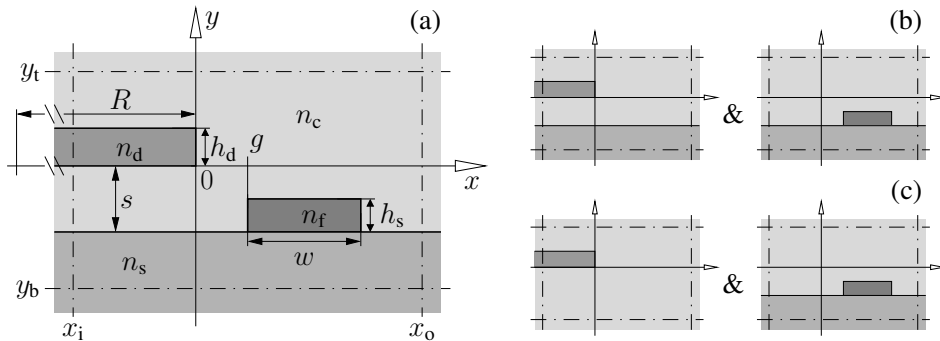 (a)
y
y_t
R
n_c
n_d
h_d
g
0
x
s
n_f
h_s
w
n_s
y_b
x_i
x_o
(b)
&
(c)
&